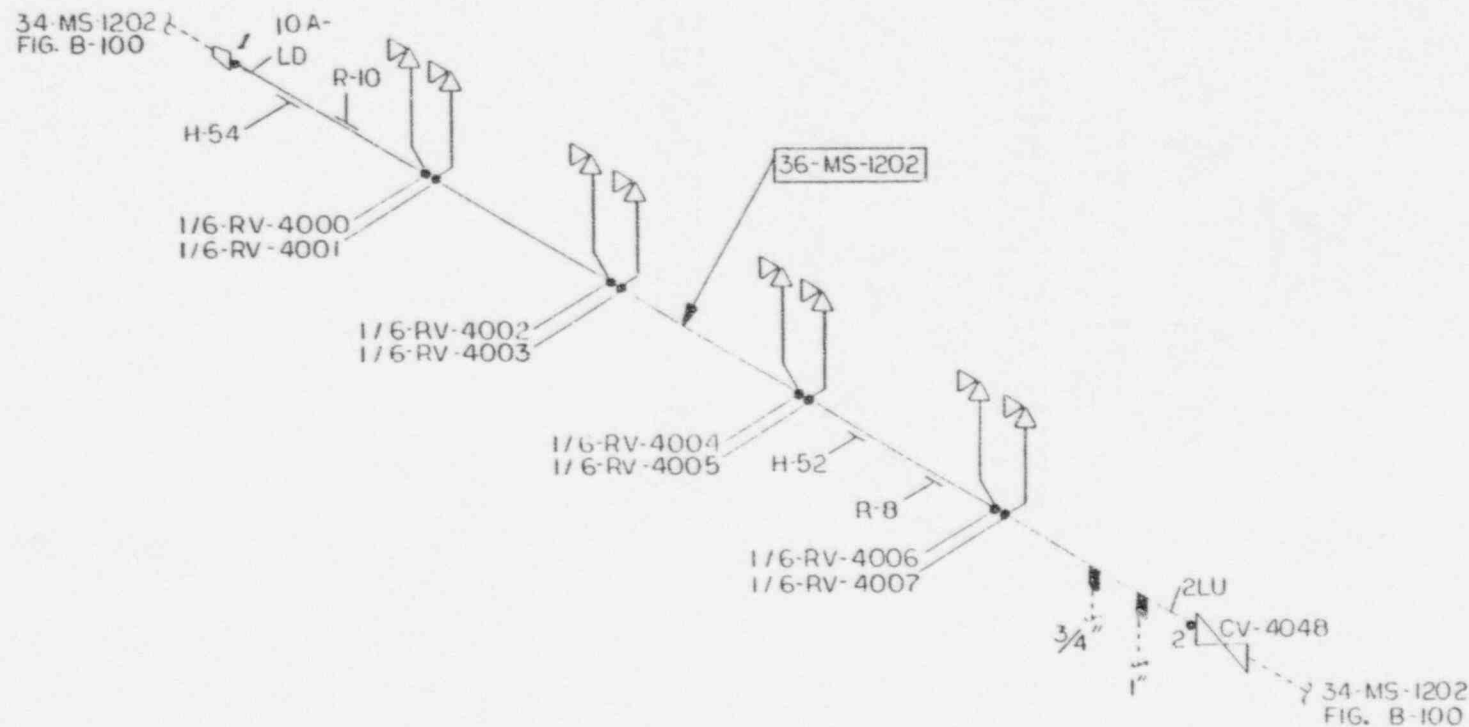 34-MS-1202
FIG. B-100
1
10A-
LD
R-10
H-54
1/6-RV-4000
1/6-RV-4001
36-MS-1202
1/6-RV-4002
1/6-RV-4003
1/6-RV-4004
1/6-RV-4005
H-52
R-8
1/6-RV-4006
1/6-RV-4007
3/4"
1"
2LU
2
CV-4048
34-MS-1202
FIG. B-100